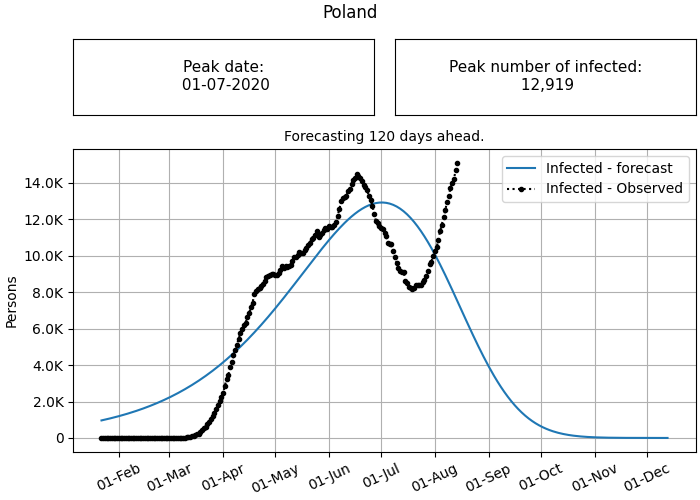 Poland
Peak date:
01-07-2020
Peak number of infected:
12,919
Forecasting 120 days ahead.
Infected - forecast
Infected - Observed
Persons
14.0K
12.0K
10.0K
8.0K
6.0K
4.0K
2.0K
0
01-Feb
01-Mar
01-Apr
01-May
01-Jun
01-Jul
01-Aug
01-Sep
01-Oct
01-Nov
01-Dec